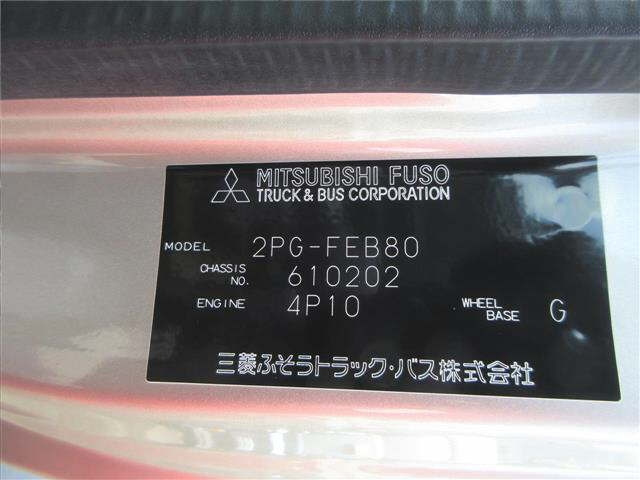 MITSUBISHI FUSO
TRUCK & BUS CORPORATION
MODEL 2PG-FEB80
CHASSIS NO. 610202
ENGINE 4P10 WHEEL BASE G
三菱ふそうトラック・バス株式会社